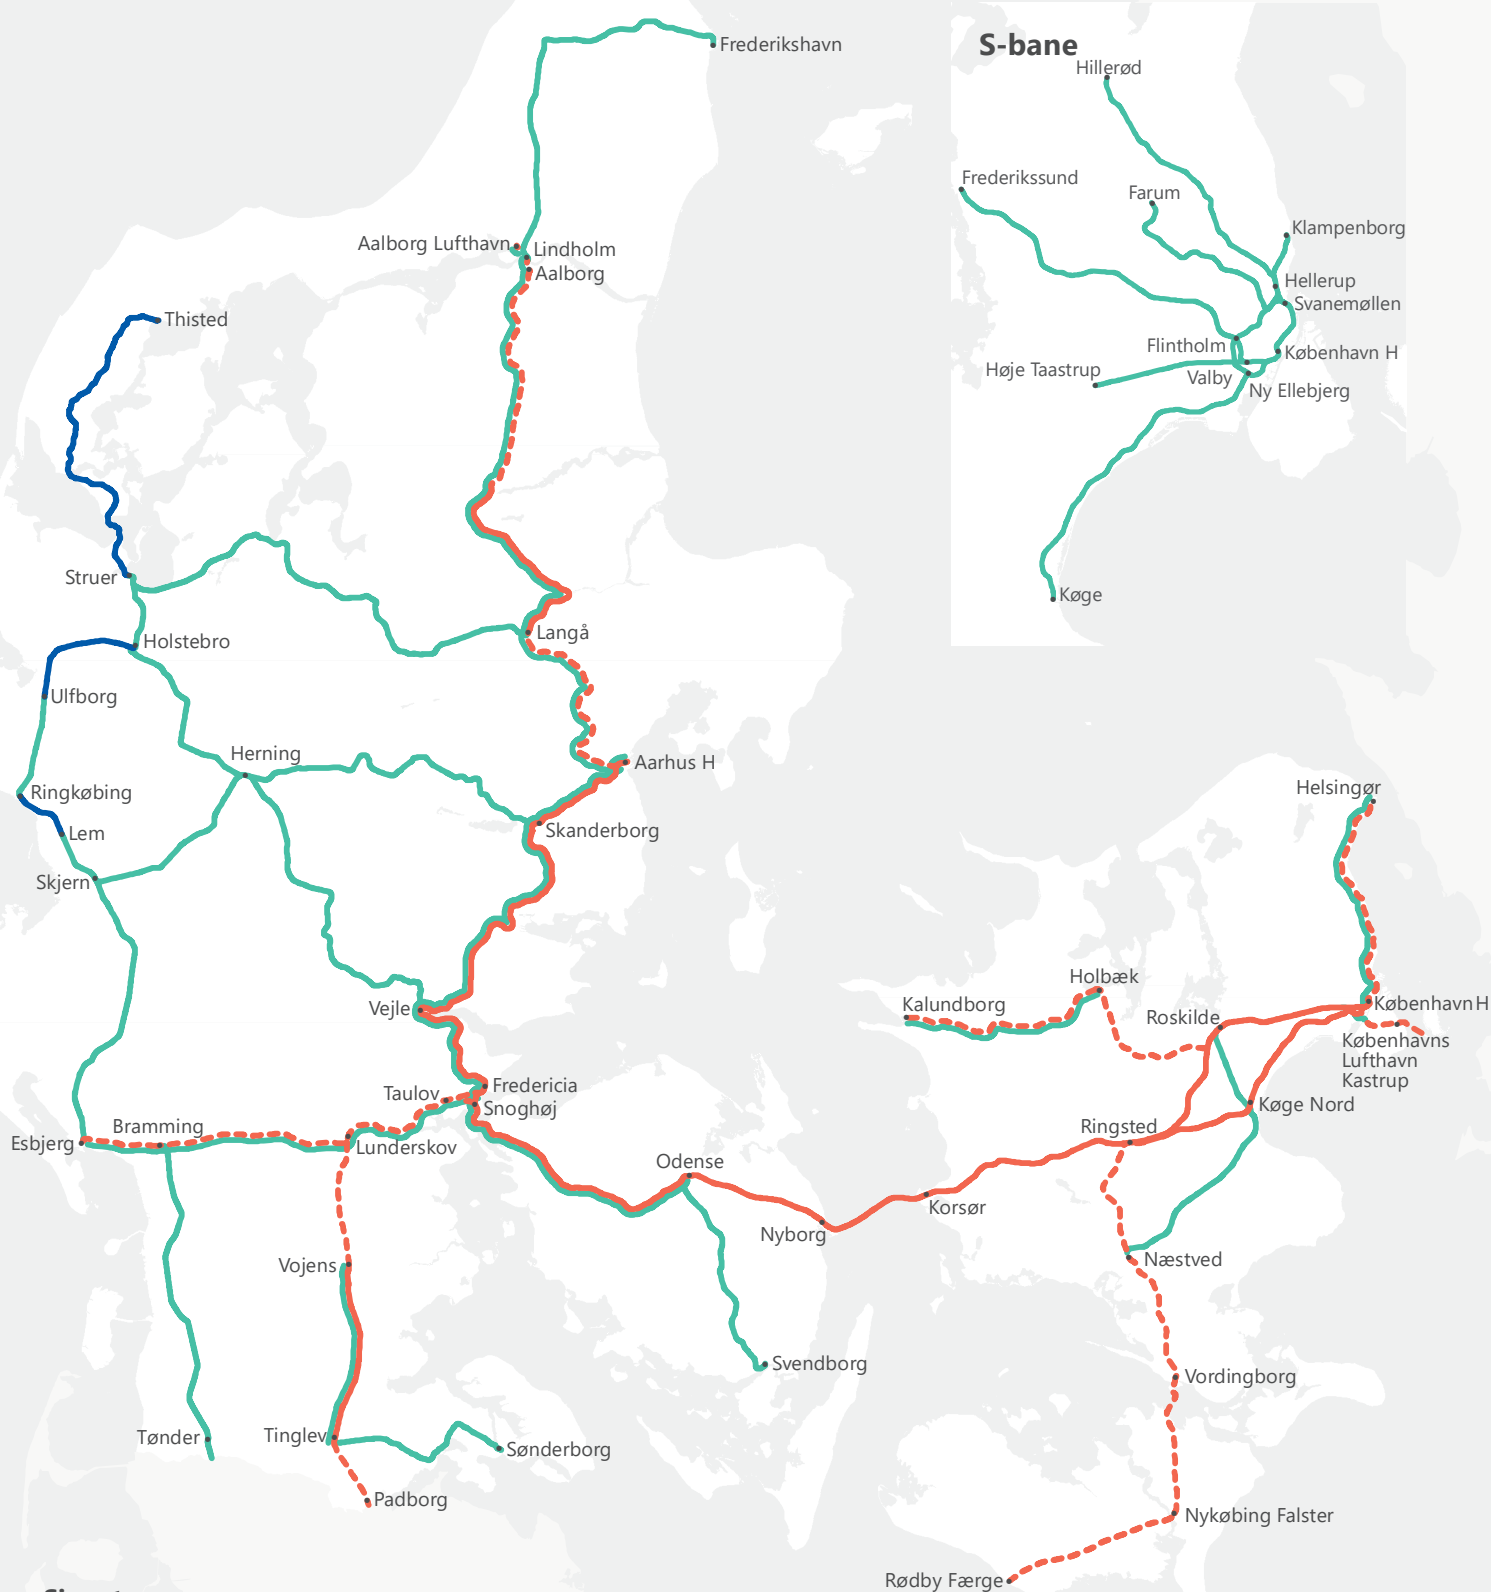 S-bane
Frederikshavn
Hillerød
Frederikssund
Farum
Klampenborg
Aalborg Lufthavn
Lindholm
Aalborg
Hellerup
Svanemøllen
Thisted
Flintholm
København H
Høje Taastrup
Valby
Ny Ellebjerg
Struer
Køge
Langå
Holstebro
Ulfborg
Herning
Aarhus H
Ringkøbing
Helsingør
Lem
Skanderborg
Skjern
Holbæk
Vejle
Kalundborg
Roskilde
København H
Københavns
Lufthavn
Kastrup
Taulov
Fredericia
Snoghøj
Køge Nord
Bramming
Ringsted
Esbjerg
Lunderskov
Odense
Korsør
Nyborg
Vojens
Næstved
Svendborg
Vordingborg
Tønder
Tinglev
Sønderborg
Padborg
Nykøbing Falster
Rødby Færge